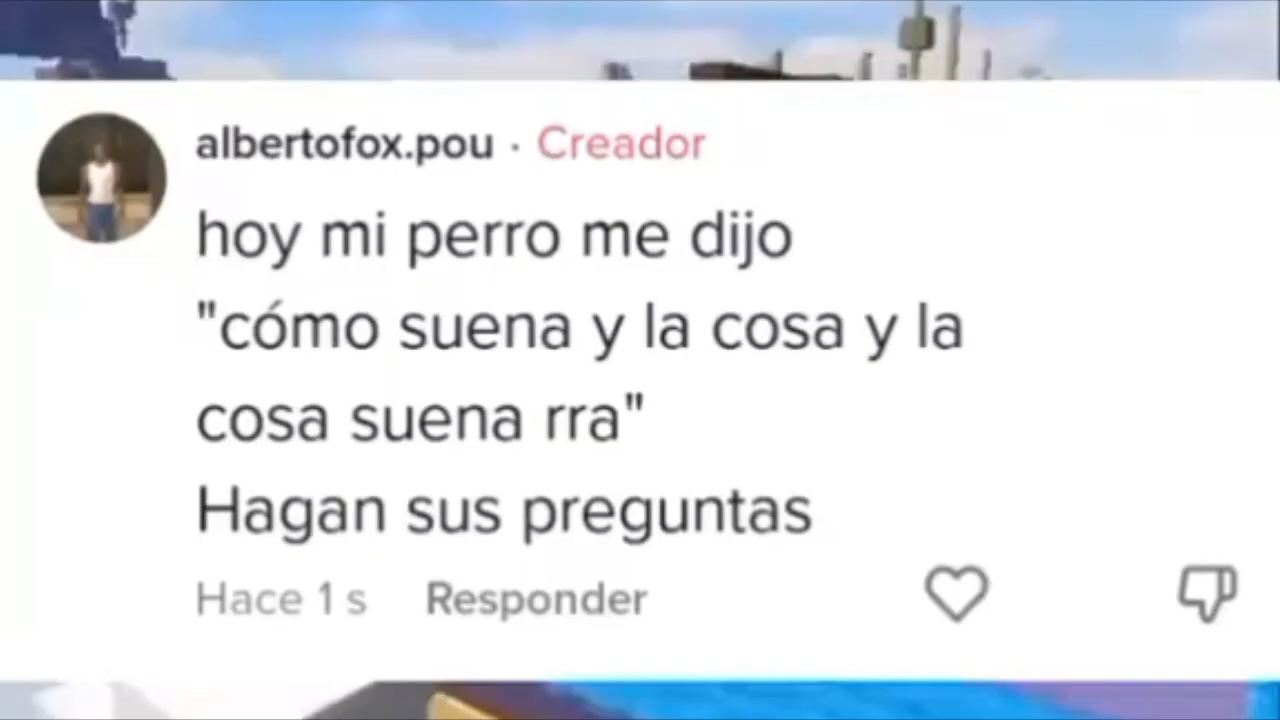 albertofox.pou · Creador
hoy mi perro me dijo
"cómo suena y la cosa y la
cosa suena rra"
Hagan sus preguntas
Hace 1 s Responder